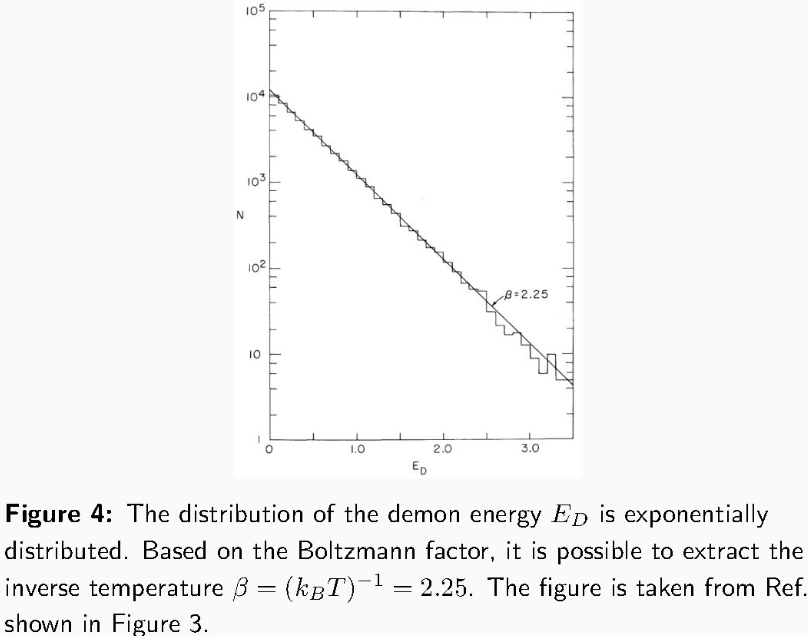 10^5
10^4
10^3
N
10^2
β=2.25
10
1
0 1.0 2.0 3.0
E_D
Figure 4: The distribution of the demon energy E_D is exponentially
distributed. Based on the Boltzmann factor, it is possible to extract the
inverse temperature β = (k_BT)^{-1} = 2.25. The figure is taken from Ref.
shown in Figure 3.